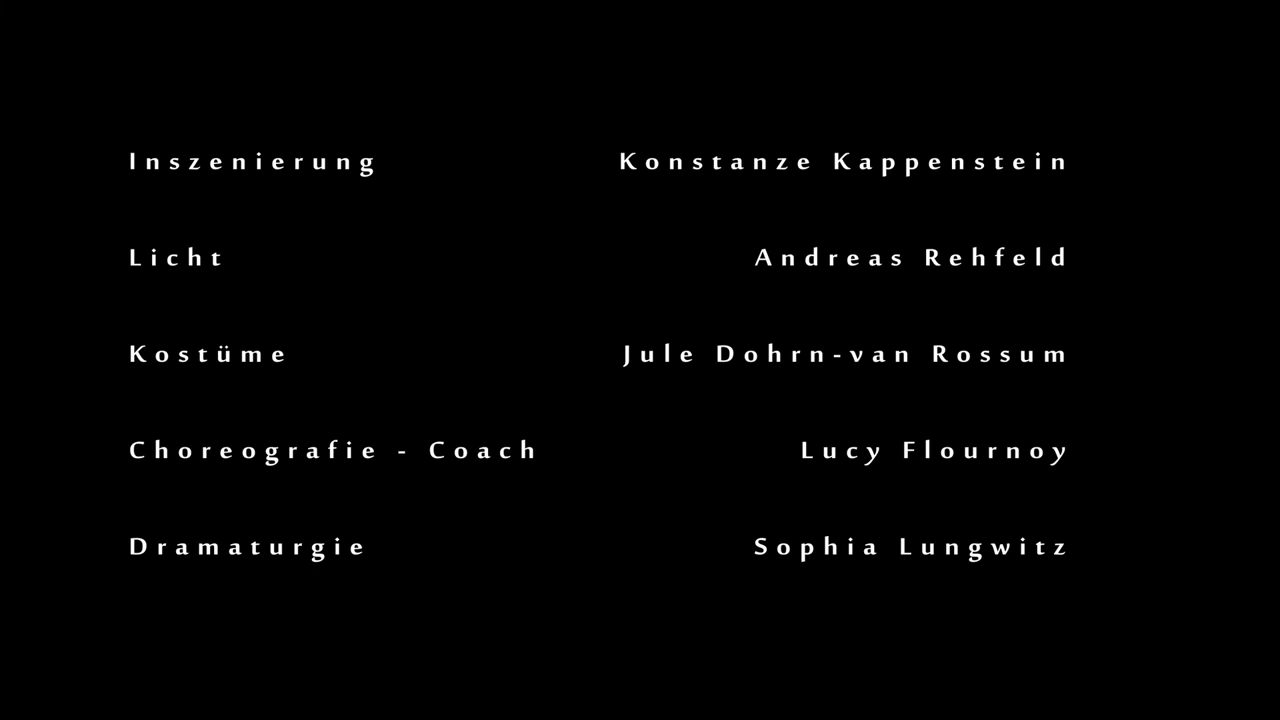 Inszenierung Konstanze Kappenstein
Licht Andreas Rehfeld
Kostüme Jule Dohrn-van Rossum
Choreografie - Coach Lucy Flournoy
Dramaturgie Sophia Lungwitz